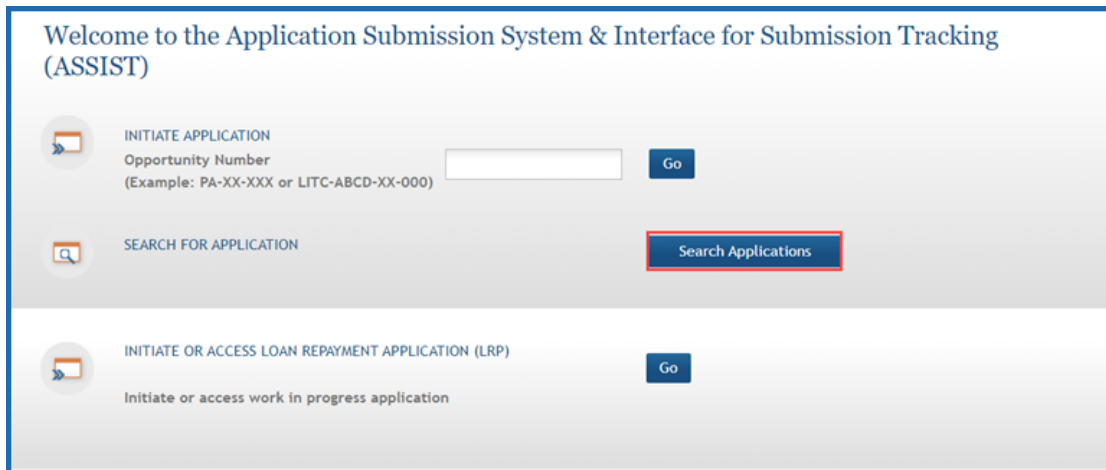 Welcome to the Application Submission System & Interface for Submission Tracking
(ASSIST)
INITIATE APPLICATION
Opportunity Number
(Example: PA-XX-XXX or LITC-ABCD-XX-000)
Go
SEARCH FOR APPLICATION
Search Applications
INITIATE OR ACCESS LOAN REPAYMENT APPLICATION (LRP)
Go
Initiate or access work in progress application